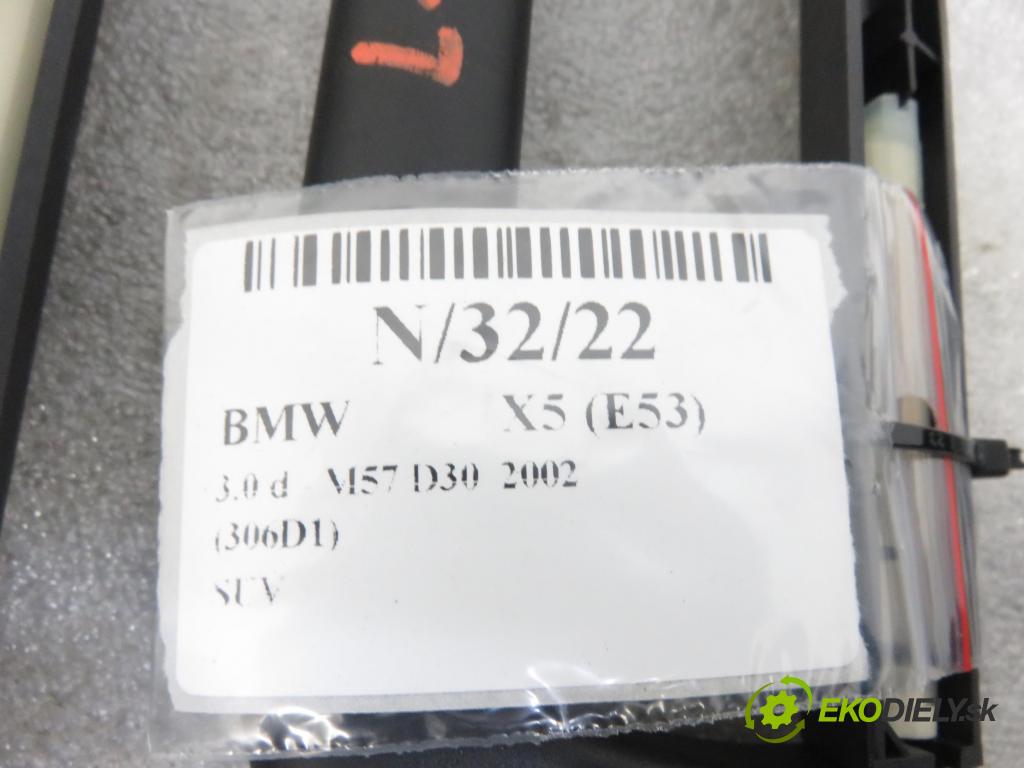 N/32/22
BMW X5 (E53)
3.0 d - M57 D30 2002
(306D1)
SUV
EKODIELY.sk